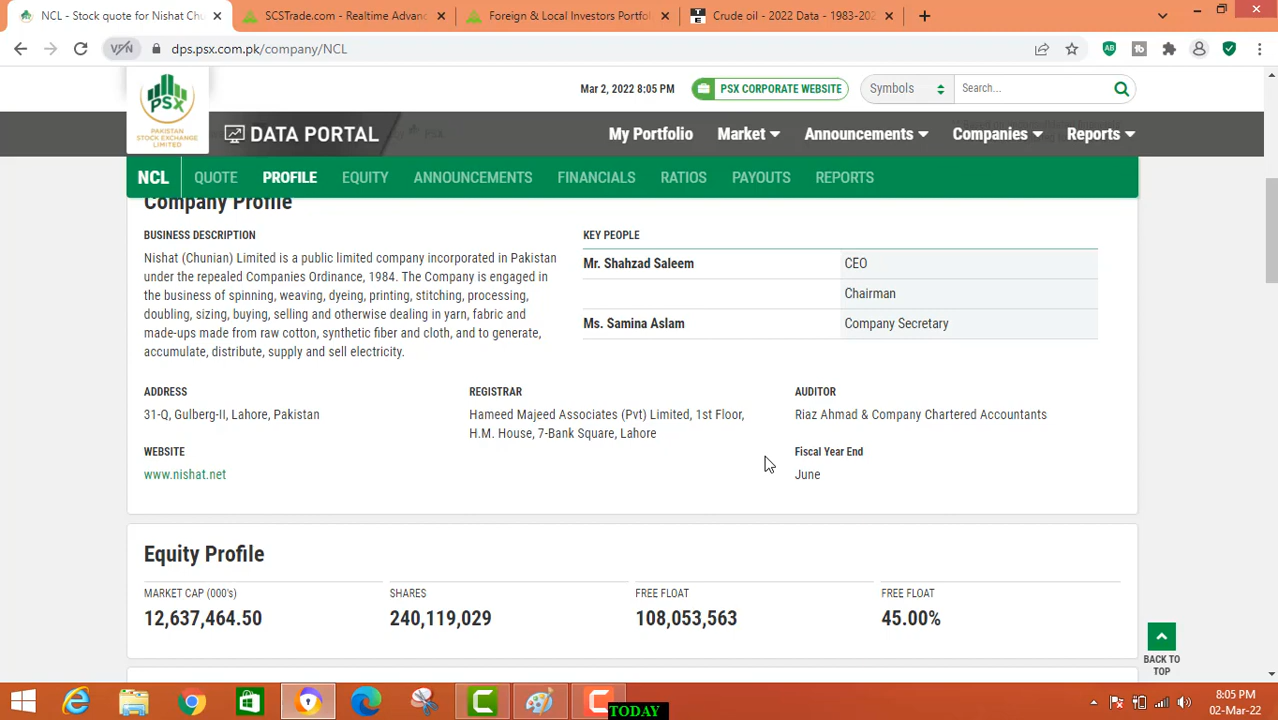 NCL - Stock quote for Nishat Chu
SCSTrade.com - Realtime Advanc
Foreign & Local Investors Portfol
Crude oil - 2022 Data - 1983-202
VPN
dps.psx.com.pk/company/NCL
PSX
PAKISTAN
STOCK EXCHANGE
LIMITED
Mar 2, 2022 8:05 PM
PSX CORPORATE WEBSITE
Symbols
Search...
DATA PORTAL
My Portfolio
Market
Announcements
Companies
Reports
NCL
QUOTE
PROFILE
EQUITY
ANNOUNCEMENTS
FINANCIALS
RATIOS
PAYOUTS
REPORTS
Company Profile
BUSINESS DESCRIPTION
Nishat (Chunian) Limited is a public limited company incorporated in Pakistan
under the repealed Companies Ordinance, 1984. The Company is engaged in
the business of spinning, weaving, dyeing, printing, stitching, processing,
doubling, sizing, buying, selling and otherwise dealing in yarn, fabric and
made-ups made from raw cotton, synthetic fiber and cloth, and to generate,
accumulate, distribute, supply and sell electricity.
KEY PEOPLE
Mr. Shahzad Saleem CEO
Chairman
Ms. Samina Aslam Company Secretary
ADDRESS
31-Q, Gulberg-II, Lahore, Pakistan
REGISTRAR
Hameed Majeed Associates (Pvt) Limited, 1st Floor,
H.M. House, 7-Bank Square, Lahore
AUDITOR
Riaz Ahmad & Company Chartered Accountants
WEBSITE
www.nishat.net
Fiscal Year End
June
Equity Profile
MARKET CAP (000's)
12,637,464.50
SHARES
240,119,029
FREE FLOAT
108,053,563
FREE FLOAT
45.00%
BACK TO
TOP
TODAY
8:05 PM
02-Mar-22